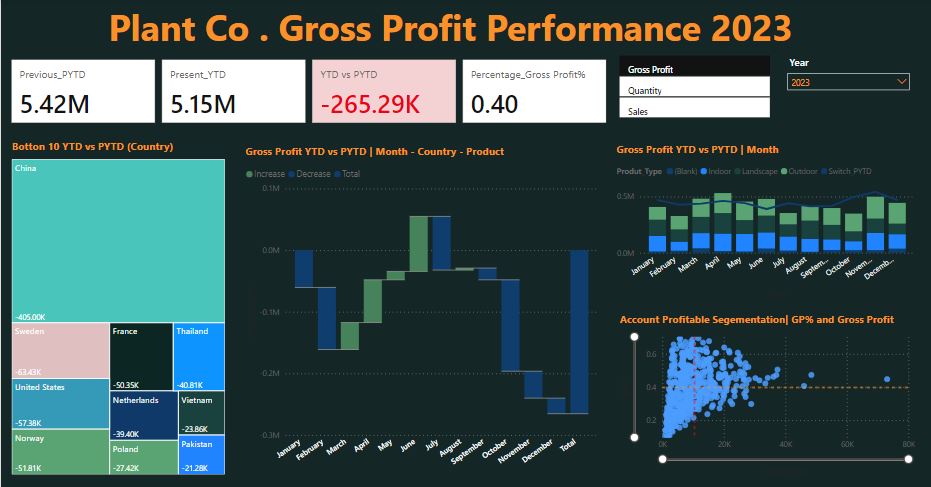 Plant Co . Gross Profit Performance 2023
Previous_PYTD
5.42M
Present_YTD
5.15M
YTD vs PYTD
-265.29K
Percentage_Gross Profit%
0.40
Gross Profit
Quantity
Sales
Year
2023
Botton 10 YTD vs PYTD (Country)
China
-405.00K
Sweden
-63.43K
France
-50.35K
Thailand
-40.81K
United States
-57.38K
Netherlands
-39.40K
Vietnam
-23.86K
Norway
-51.81K
Poland
-27.42K
Pakistan
-21.28K
Gross Profit YTD vs PYTD | Month - Country - Product
Increase Decrease Total
0.1M
0.0M
-0.1M
-0.2M
-0.3M
January February March April May June July August September October November December Total
Gross Profit YTD vs PYTD | Month
Produt Type (Blank) Indoor Landscape Outdoor Switch_PYTD
0.5M
0.0M
January February March April May June July August Septem... October Novem... Decemb...
Account Profitable Segementation| GP% and Gross Profit
0.6
0.4
0.2
0K 20K 40K 60K 80K